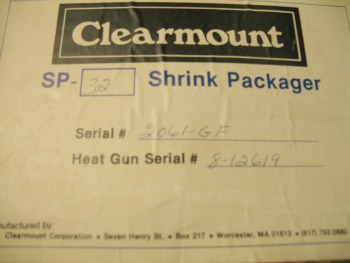 Clearmount
SP-32 Shrink Packager
Serial # 2061-GF
Heat Gun Serial # 8-12619
nufactured by:
Clearmount Corporation • Seven Henry St. • Box 217 • Worcester, MA 01613 • (617) 792-2880